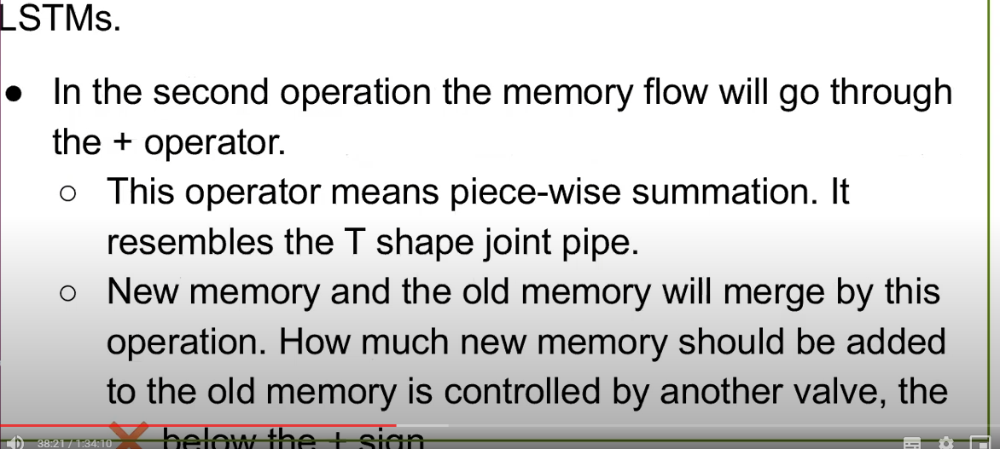 LSTMs.
● In the second operation the memory flow will go through
the + operator.
○ This operator means piece-wise summation. It
resembles the T shape joint pipe.
○ New memory and the old memory will merge by this
operation. How much new memory should be added
to the old memory is controlled by another valve, the
❌ below the + sign
38:21 / 1:34:10